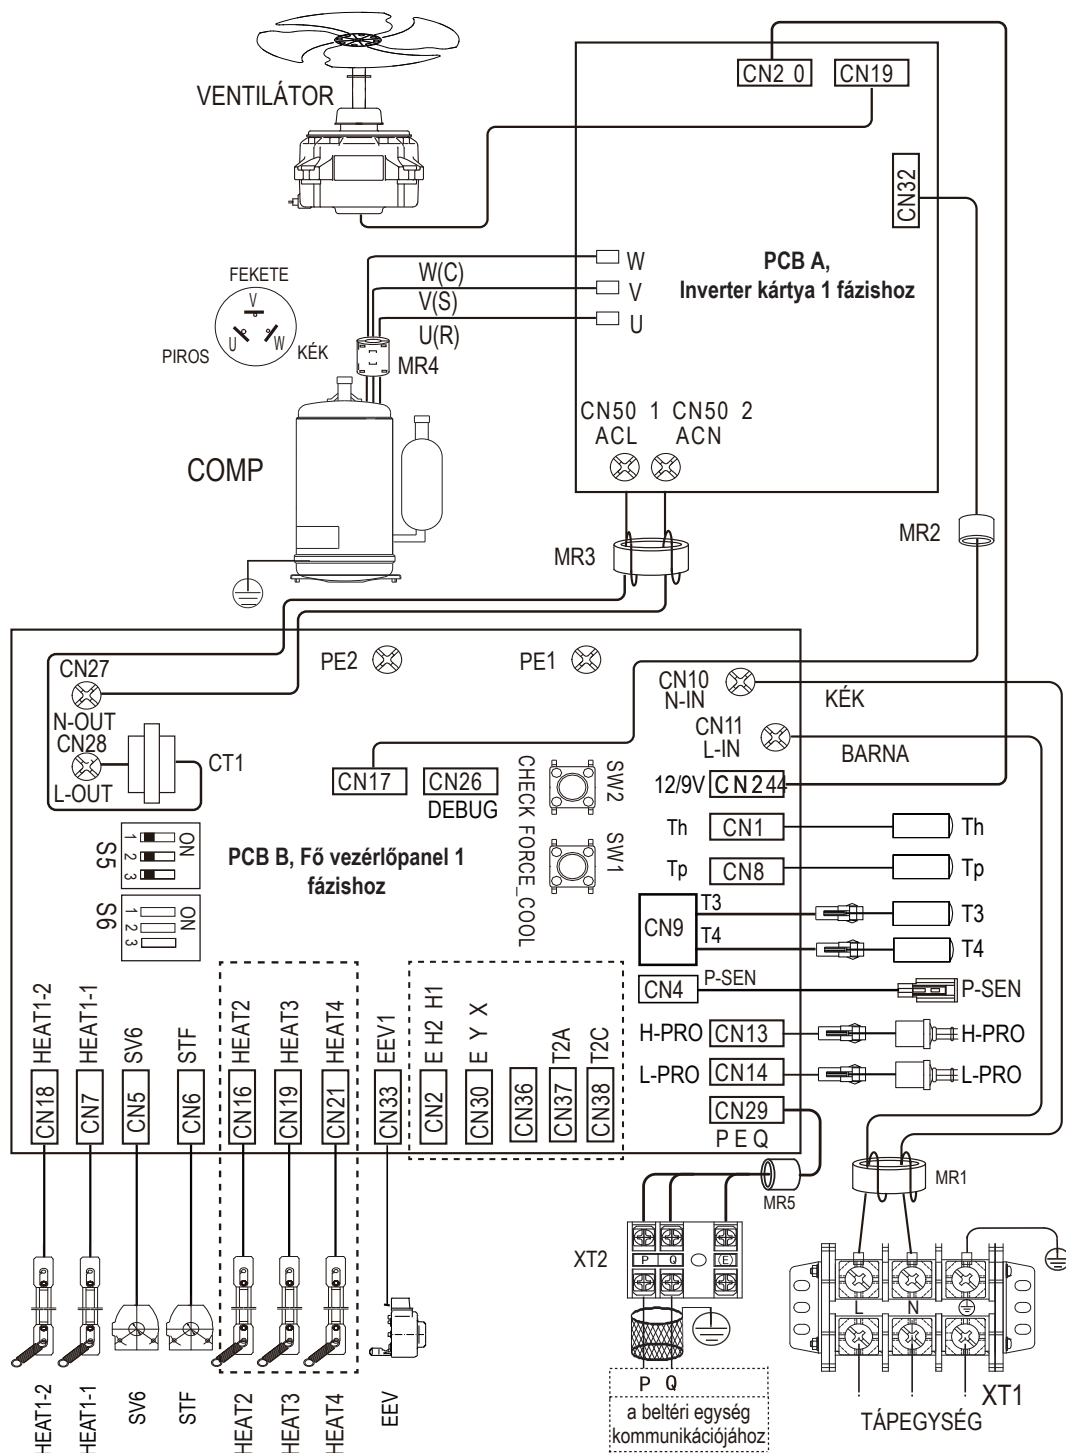 CN2 0
CN19
VENTILÁTOR
CN32
W
V
U
W(C)
V(S)
U(R)
PCB A,
Inverter kártya 1 fázishoz
FEKETE
V
U
W
PIROS
KÉK
MR4
CN50 1 CN50 2
ACL ACN
COMP
MR3
MR2
CN27
N-OUT
CN28
L-OUT
CT1
PE2
PE1
CN10
N-IN
KÉK
CN11
L-IN
BARNA
CN17
CN26
DEBUG
CHECK FORCE_COOL
SW2
SW1
12/9V CN244
Th CN1 Th
Tp CN8 Tp
CN9
T3
T4
T3
T4
CN4 P-SEN P-SEN
H-PRO CN13 H-PRO
L-PRO CN14 L-PRO
CN29
P E Q
S5
ON
1
2
3
S6
ON
1
2
3
PCB B, Fő vezérlőpanel 1
fázishoz
HEAT1-2
HEAT1-1
SV6
STF
HEAT2
HEAT3
HEAT4
EEV1
E H2 H1
E Y X
T2A
T2C
CN18
CN7
CN5
CN6
CN16
CN19
CN21
CN33
CN2
CN30
CN36
CN37
CN38
MR5
MR1
XT2
P Q E
L N
P Q
a beltéri egység
kommunikációjához
XT1
TÁPEGYSÉG
HEAT1-2
HEAT1-1
SV6
STF
HEAT2
HEAT3
HEAT4
EEV